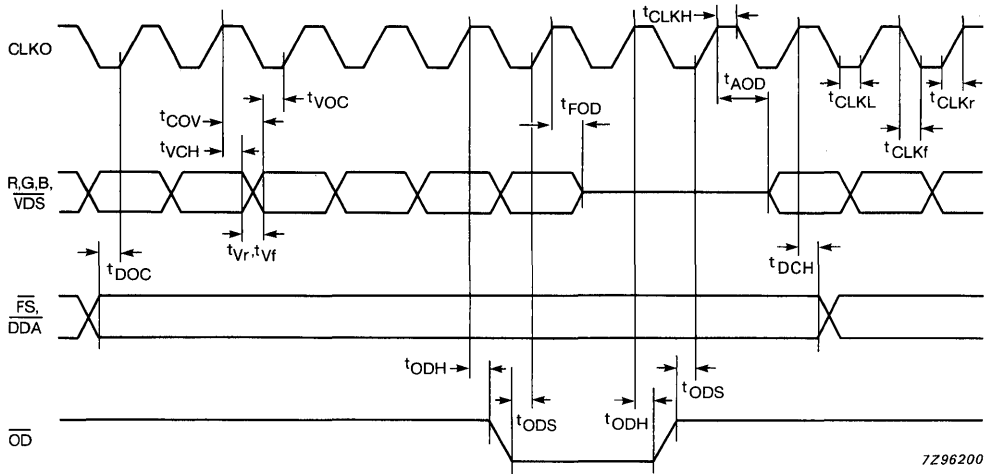 tCLKH
CLKO
tVOC
tAOD
tFOD
tCLKL
tCLKr
tCOV
tVCH
tCLKf
R,G,B,
VDS
tVr,tVf
tDOC
tDCH
FS,
DDA
tODH
tODS
tODH
tODS
OD
7Z96200